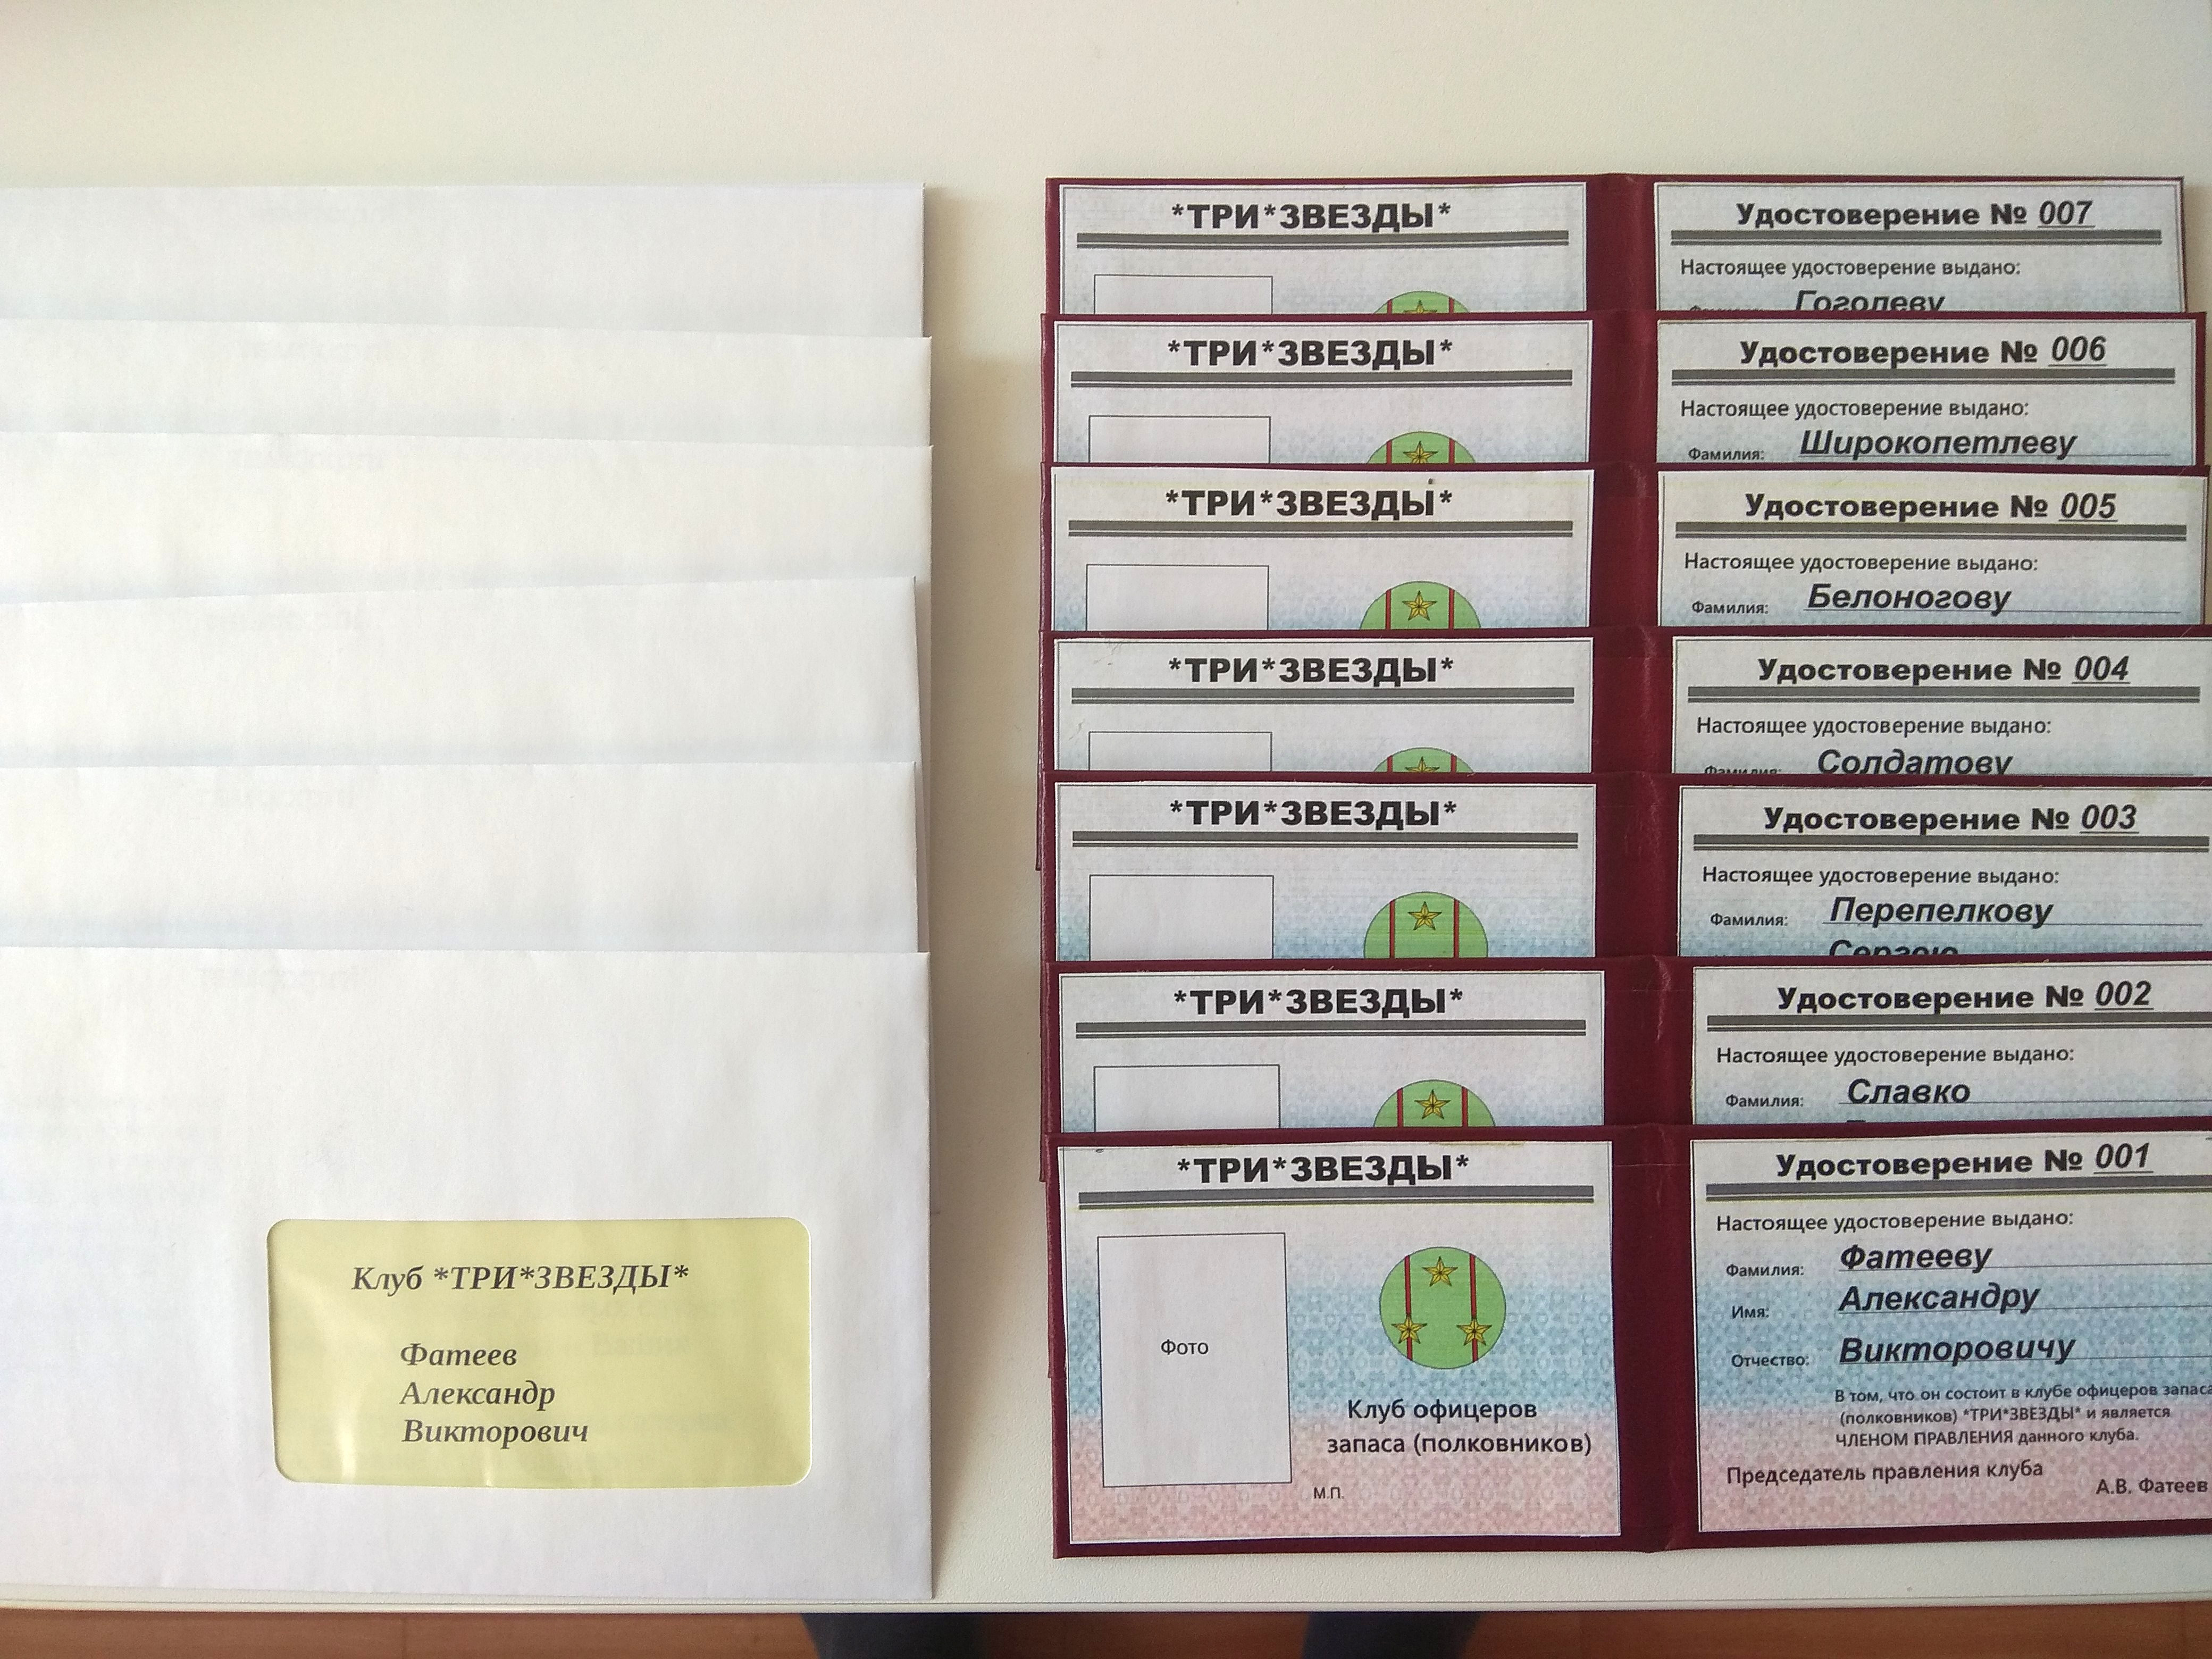 Клуб *ТРИ*ЗВЕЗДЫ*
Фатеев
Александр
Викторович
*ТРИ*ЗВЕЗДЫ*
Удостоверение № 007
Настоящее удостоверение выдано:
Гоголеву
*ТРИ*ЗВЕЗДЫ*
Удостоверение № 006
Настоящее удостоверение выдано:
Фамилия: Широкопетлеву
*ТРИ*ЗВЕЗДЫ*
Удостоверение № 005
Настоящее удостоверение выдано:
Фамилия: Белоногову
*ТРИ*ЗВЕЗДЫ*
Удостоверение № 004
Настоящее удостоверение выдано:
Фамилия: Солдатову
*ТРИ*ЗВЕЗДЫ*
Удостоверение № 003
Настоящее удостоверение выдано:
Фамилия: Перепелкову
Сергею
*ТРИ*ЗВЕЗДЫ*
Удостоверение № 002
Настоящее удостоверение выдано:
Фамилия: Славко
*ТРИ*ЗВЕЗДЫ*
Фото
Клуб офицеров
запаса (полковников)
М.П.
Удостоверение № 001
Настоящее удостоверение выдано:
Фамилия: Фатееву
Имя: Александру
Отчество: Викторовичу
В том, что он состоит в клубе офицеров запаса
(полковников) *ТРИ*ЗВЕЗДЫ* и является
ЧЛЕНОМ ПРАВЛЕНИЯ данного клуба.
Председатель правления клуба
А.В. Фатеев